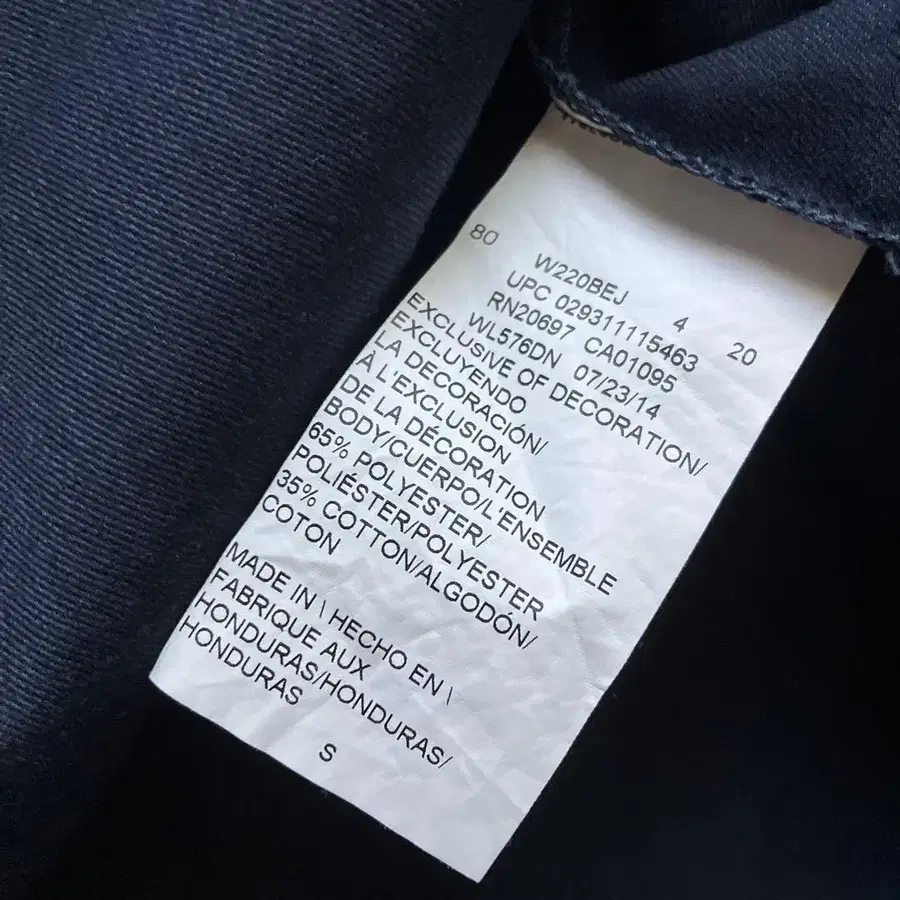 80
W220BEJ 4 20
UPC 029311115463
RN20697 CA01095
WL576DN 07/23/14
EXCLUSIVE OF DECORATION/
EXCLUYENDO
LA DECORACIÓN/
À L'EXCLUSION
DE LA DÉCORATION
BODY/CUERPO/L'ENSEMBLE
65% POLYESTER/
POLIÉSTER/POLYESTER
35% COTTON/ALGODÓN/
COTON
MADE IN \ HECHO EN \
FABRIQUE AUX
HONDURAS/HONDURAS/
HONDURAS
S